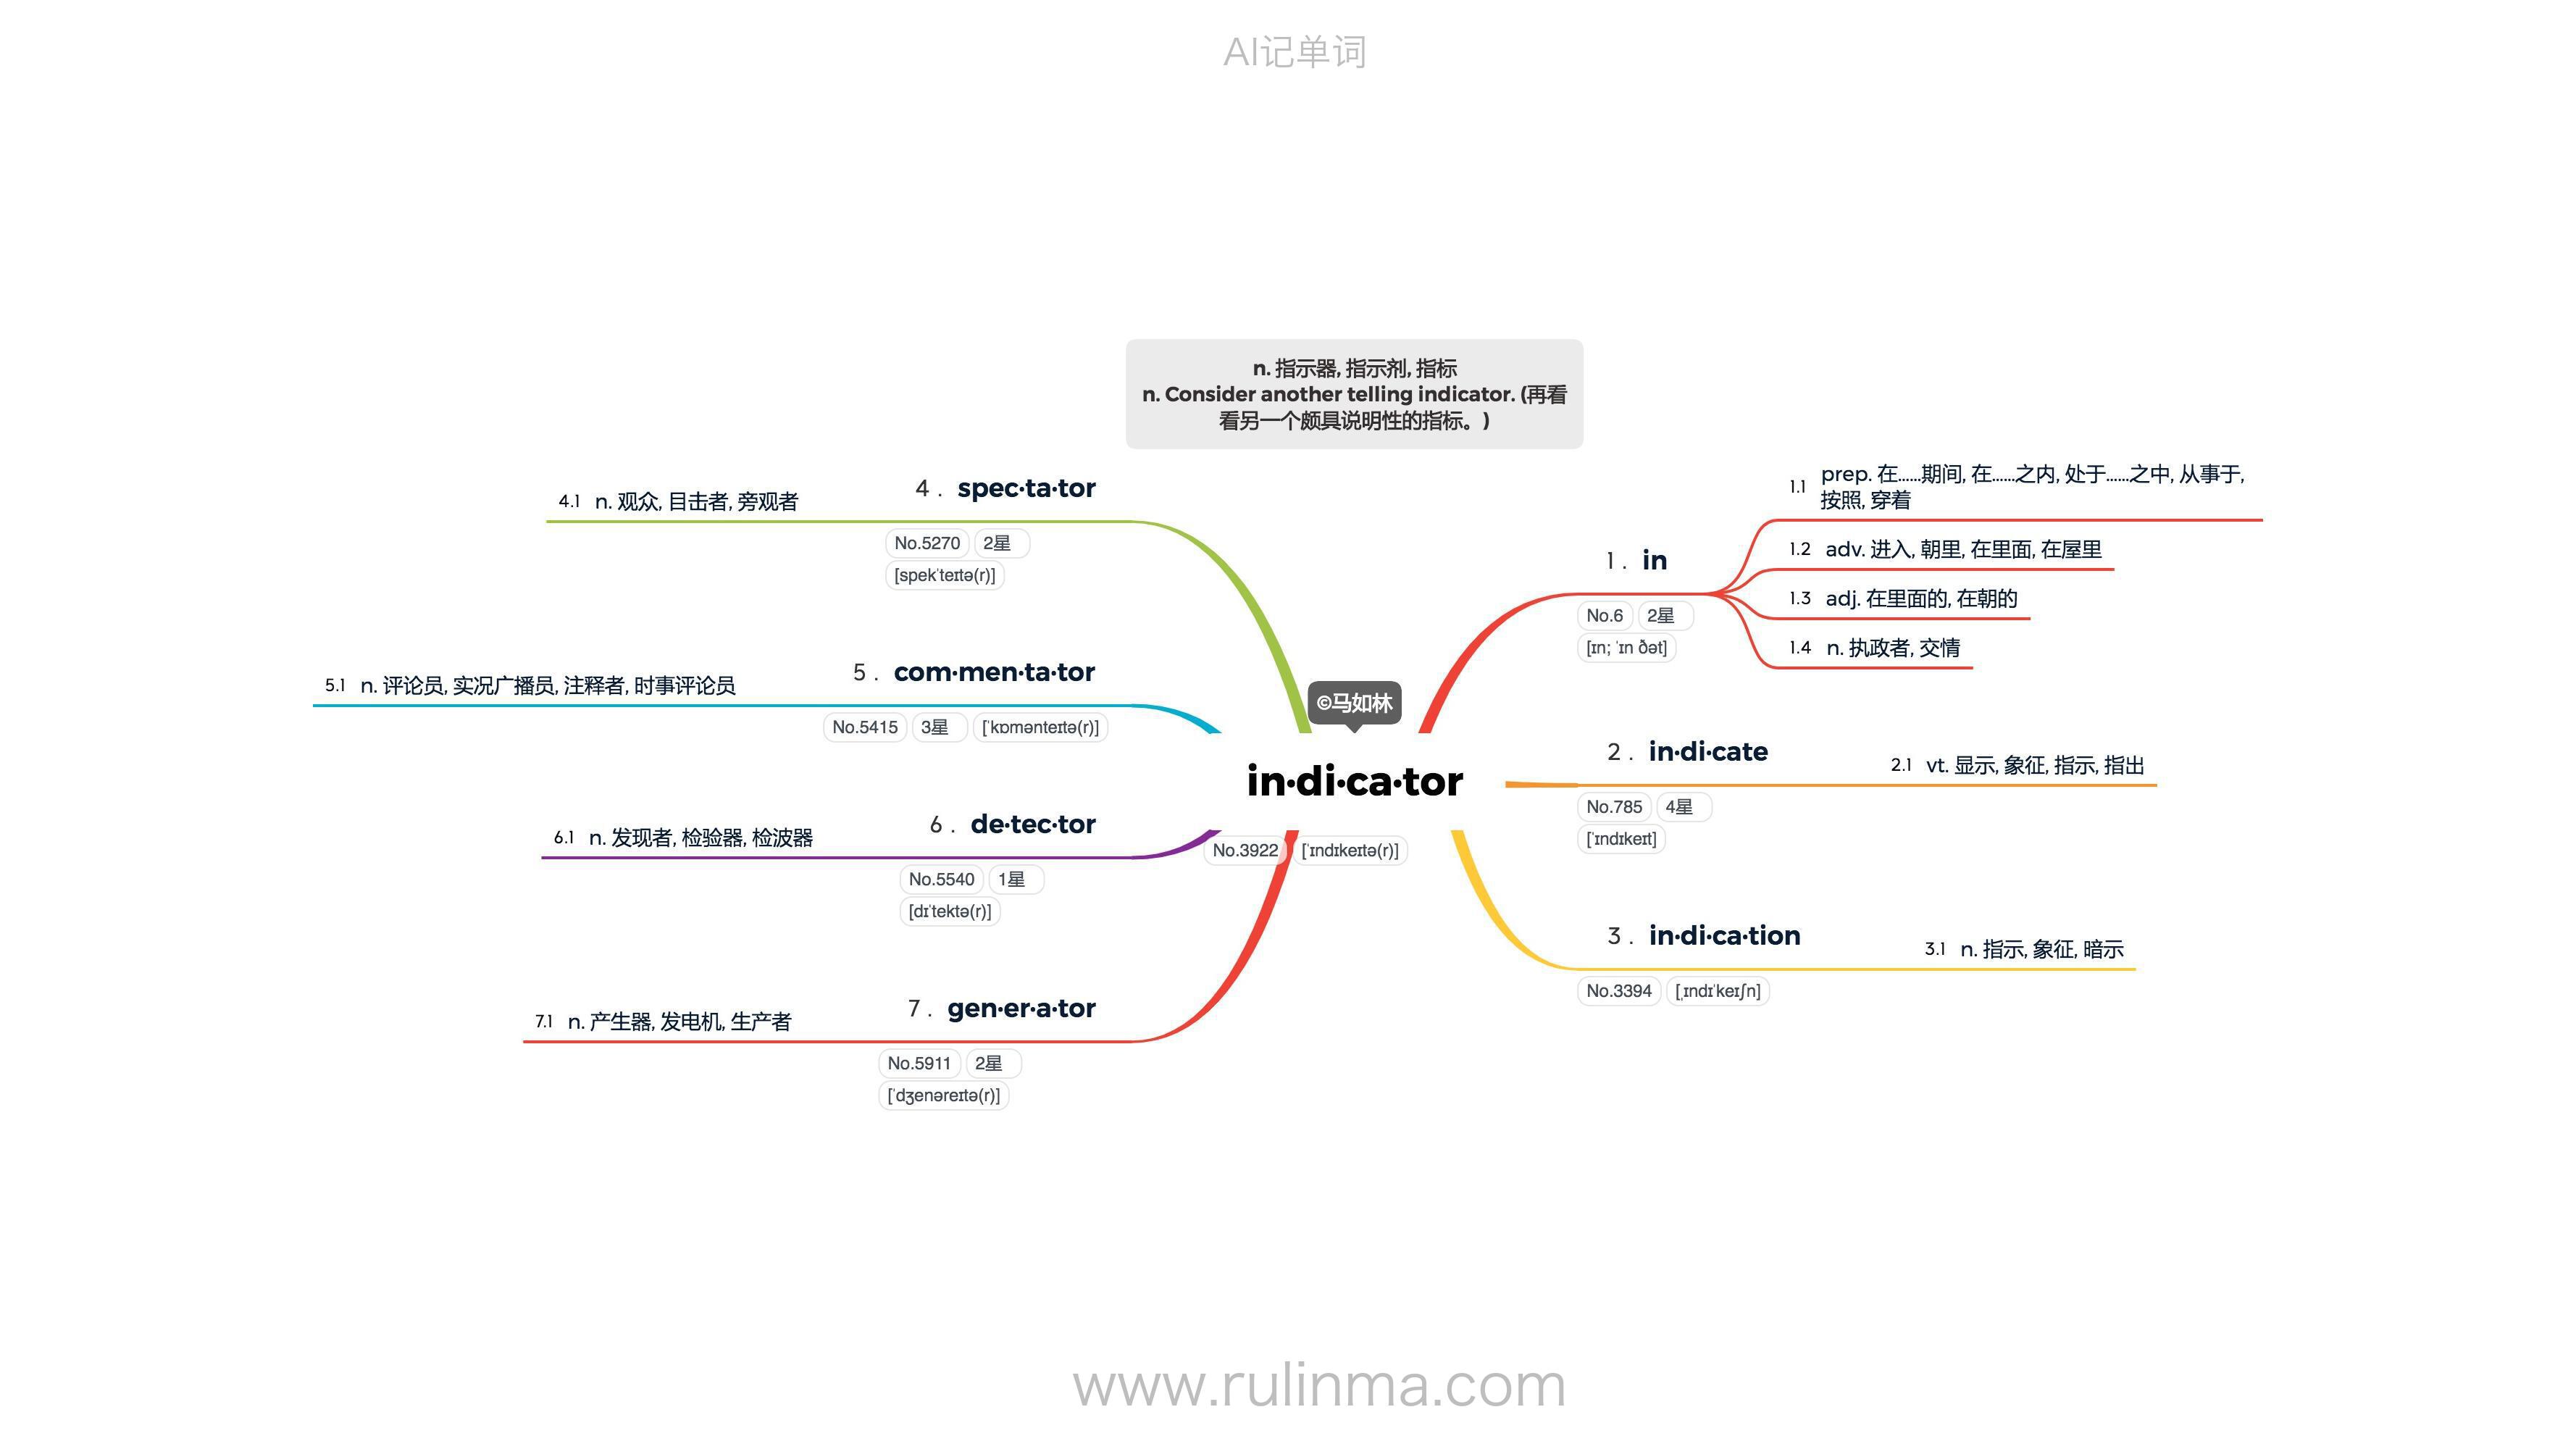 AI记单词
n. 指示器, 指示剂, 指标
n. Consider another telling indicator. (再看
看另一个颇具说明性的指标。)
©马如林
in·di·ca·tor
No.3922 [ˈɪndɪkeɪtə(r)]
1. in
No.6 2星
[ɪn; ˈɪn ðət]
1.1 prep. 在……期间, 在……之内, 处于……之中, 从事于,
按照, 穿着
1.2 adv. 进入, 朝里, 在里面, 在屋里
1.3 adj. 在里面的, 在朝的
1.4 n. 执政者, 交情
2. in·di·cate
No.785 4星
[ˈɪndɪkeɪt]
2.1 vt. 显示, 象征, 指示, 指出
3. in·di·ca·tion
No.3394 [ˌɪndɪˈkeɪʃn]
3.1 n. 指示, 象征, 暗示
4. spec·ta·tor
No.5270 2星
[spekˈteɪtə(r)]
4.1 n. 观众, 目击者, 旁观者
5. com·men·ta·tor
No.5415 3星 [ˈkɒmənteɪtə(r)]
5.1 n. 评论员, 实况广播员, 注释者, 时事评论员
6. de·tec·tor
No.5540 1星
[dɪˈtektə(r)]
6.1 n. 发现者, 检验器, 检波器
7. gen·er·a·tor
No.5911 2星
[ˈdʒenəreɪtə(r)]
7.1 n. 产生器, 发电机, 生产者
www.rulinma.com